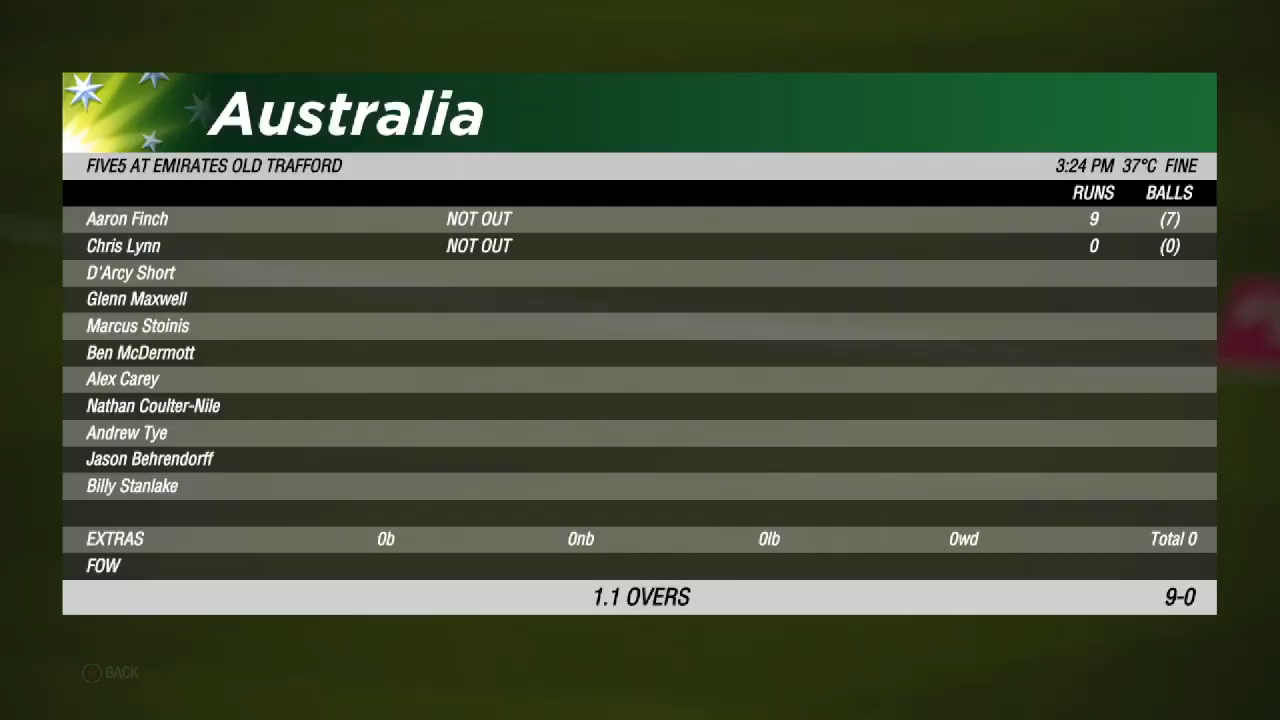 Australia
FIVE5 AT EMIRATES OLD TRAFFORD 3:24 PM 37°C FINE
RUNS BALLS
Aaron Finch NOT OUT 9 (7)
Chris Lynn NOT OUT 0 (0)
D'Arcy Short
Glenn Maxwell
Marcus Stoinis
Ben McDermott
Alex Carey
Nathan Coulter-Nile
Andrew Tye
Jason Behrendorff
Billy Stanlake
EXTRAS 0b 0nb 0lb 0wd Total 0
FOW
1.1 OVERS 9-0
BACK